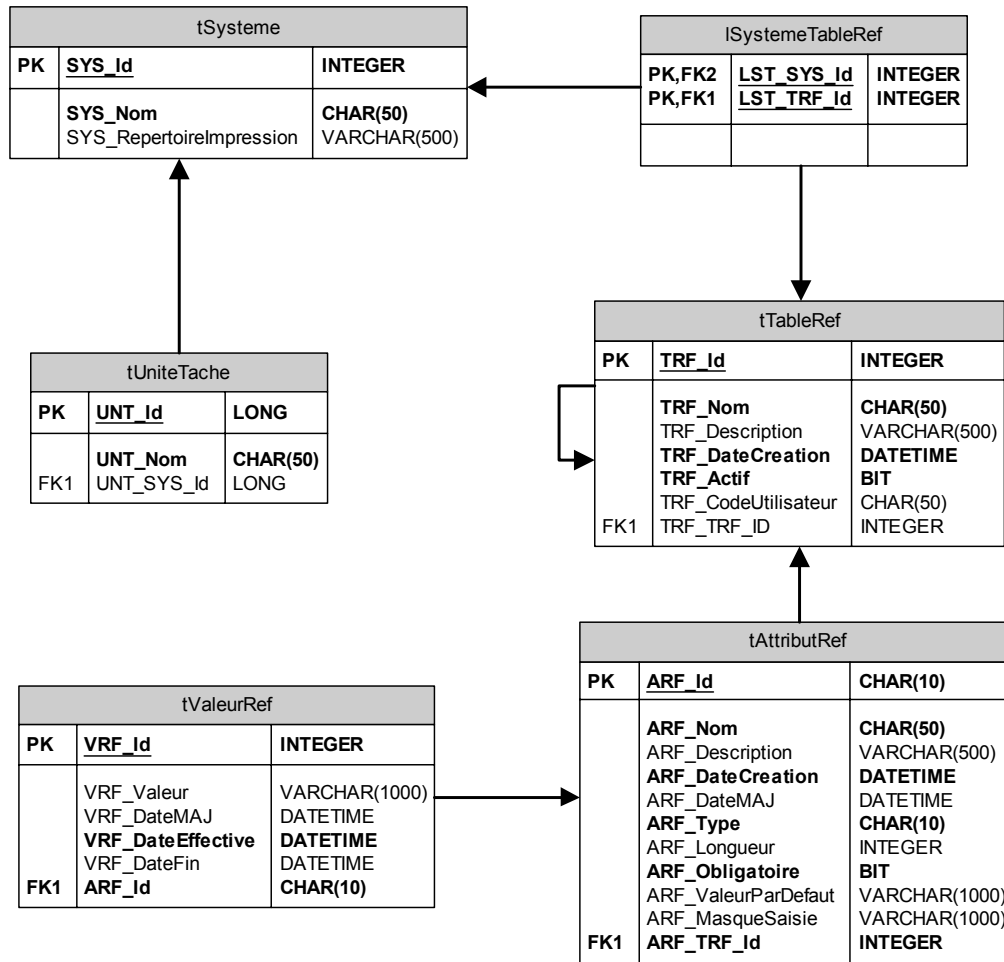 tSysteme
PK SYS_Id INTEGER
SYS_Nom CHAR(50)
SYS_RepertoireImpression VARCHAR(500)
lSystemeTableRef
PK,FK2 LST_SYS_Id INTEGER
PK,FK1 LST_TRF_Id INTEGER
tUniteTache
PK UNT_Id LONG
UNT_Nom CHAR(50)
FK1 UNT_SYS_Id LONG
tTableRef
PK TRF_Id INTEGER
TRF_Nom CHAR(50)
TRF_Description VARCHAR(500)
TRF_DateCreation DATETIME
TRF_Actif BIT
TRF_CodeUtilisateur CHAR(50)
FK1 TRF_TRF_ID INTEGER
tValeurRef
PK VRF_Id INTEGER
VRF_Valeur VARCHAR(1000)
VRF_DateMAJ DATETIME
VRF_DateEffective DATETIME
VRF_DateFin DATETIME
FK1 ARF_Id CHAR(10)
tAttributRef
PK ARF_Id CHAR(10)
ARF_Nom CHAR(50)
ARF_Description VARCHAR(500)
ARF_DateCreation DATETIME
ARF_DateMAJ DATETIME
ARF_Type CHAR(10)
ARF_Longueur INTEGER
ARF_Obligatoire BIT
ARF_ValeurParDefaut VARCHAR(1000)
ARF_MasqueSaisie VARCHAR(1000)
FK1 ARF_TRF_Id INTEGER